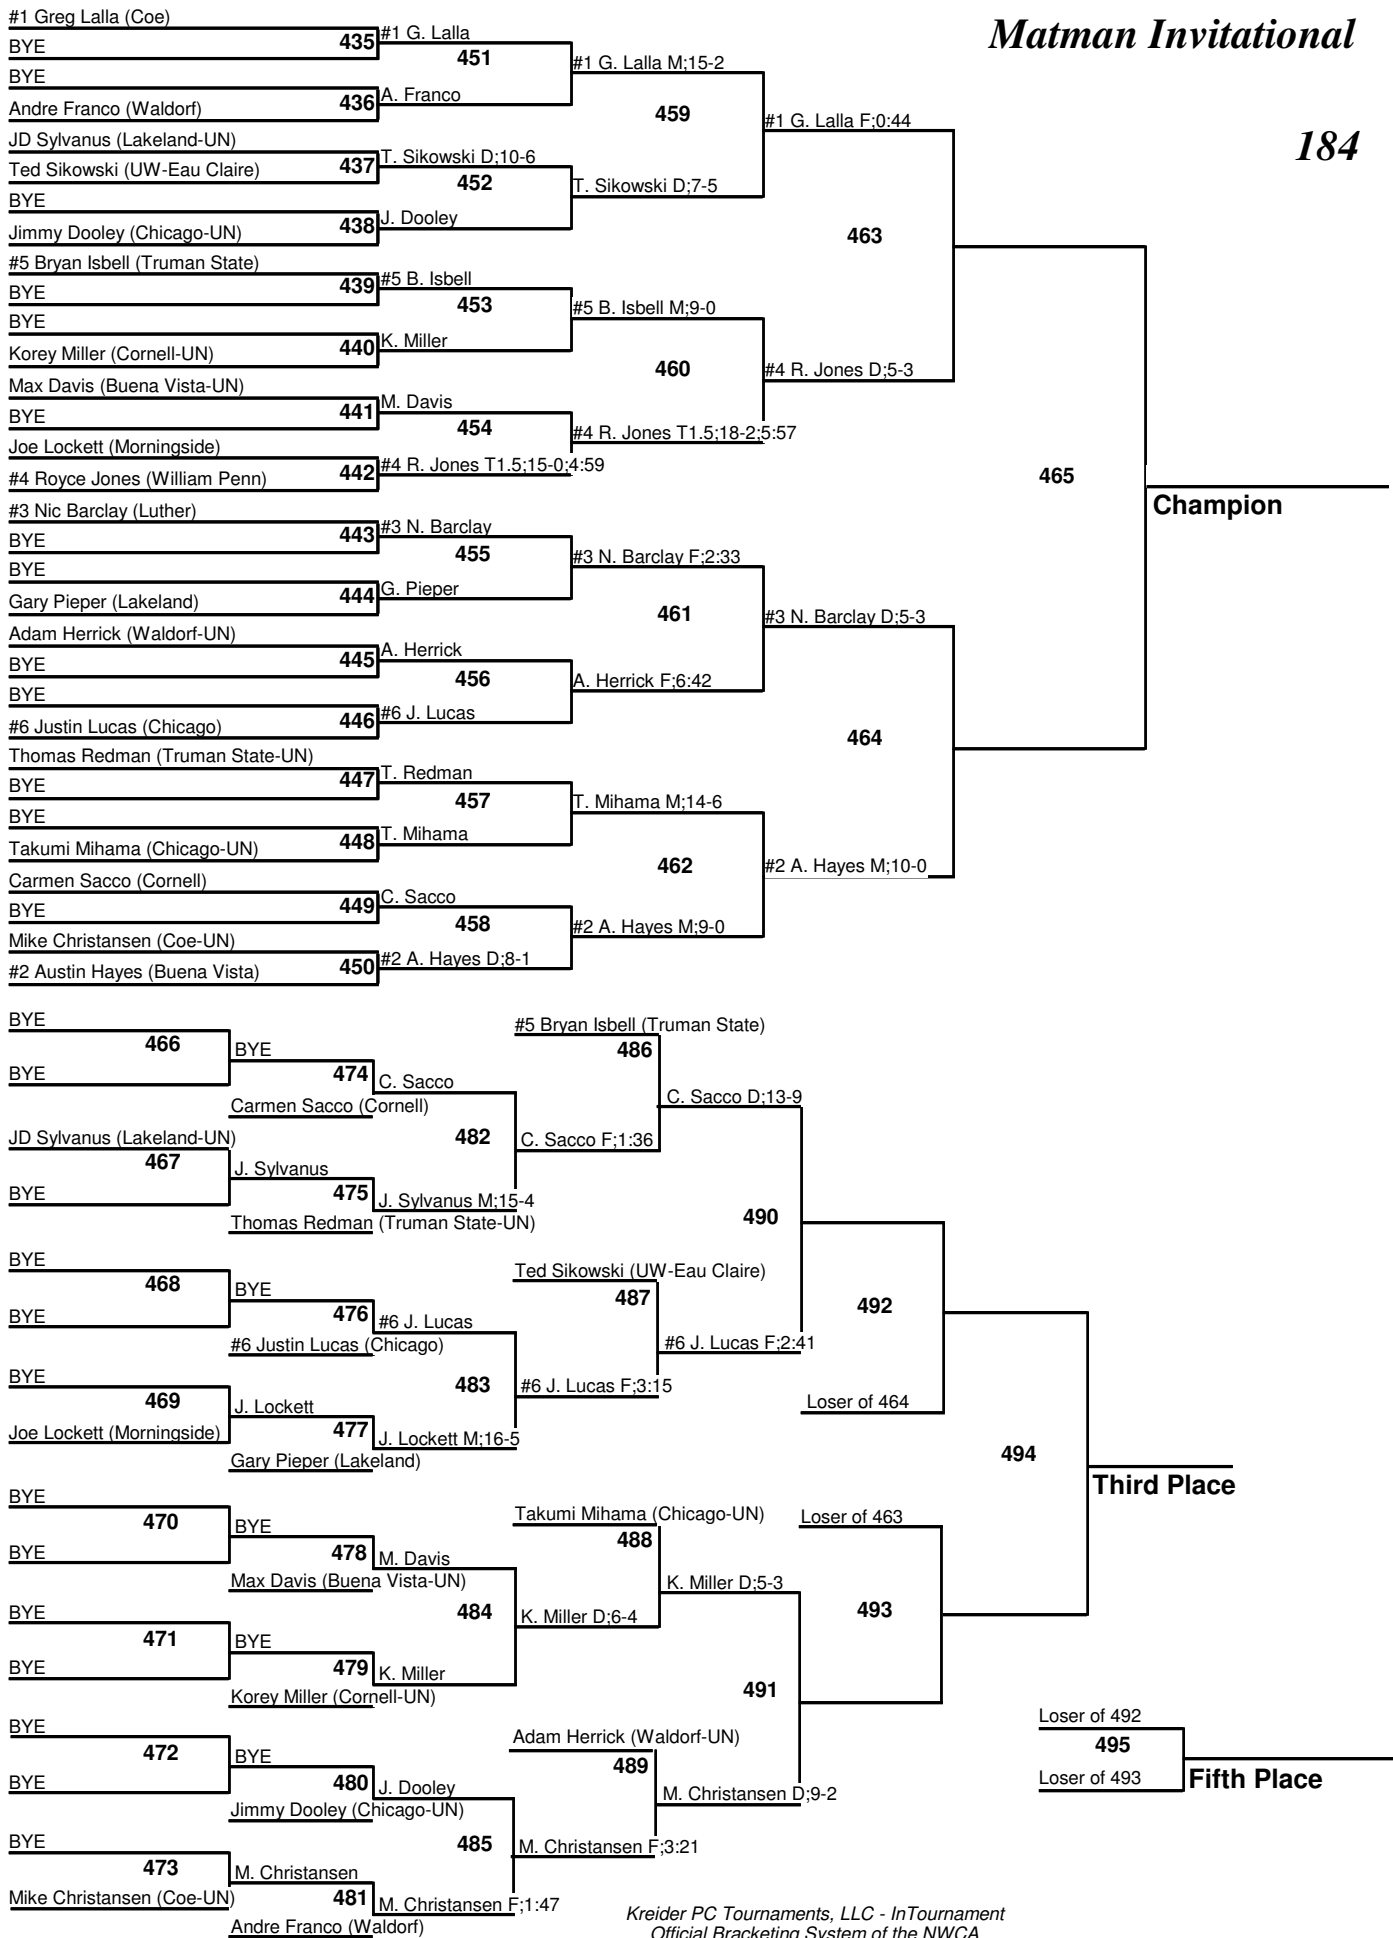 #1 Greg Lalla (Coe)
Matman Invitational
BYE
435
#1 G. Lalla
451
BYE
#1 G. Lalla M;15-2
Andre Franco (Waldorf)
436
A. Franco
459
#1 G. Lalla F;0:44
184
JD Sylvanus (Lakeland-UN)
Ted Sikowski (UW-Eau Claire)
437
T. Sikowski D;10-6
452
T. Sikowski D;7-5
BYE
Jimmy Dooley (Chicago-UN)
438
J. Dooley
463
#5 Bryan Isbell (Truman State)
BYE
439
#5 B. Isbell
453
#5 B. Isbell M;9-0
BYE
Korey Miller (Cornell-UN)
440
K. Miller
460
#4 R. Jones D;5-3
Max Davis (Buena Vista-UN)
BYE
441
M. Davis
454
#4 R. Jones T1.5;18-2;5:57
Joe Lockett (Morningside)
#4 Royce Jones (William Penn)
442
#4 R. Jones T1.5;15-0;4:59
465
Champion
#3 Nic Barclay (Luther)
BYE
443
#3 N. Barclay
455
#3 N. Barclay F;2:33
BYE
Gary Pieper (Lakeland)
444
G. Pieper
461
#3 N. Barclay D;5-3
Adam Herrick (Waldorf-UN)
BYE
445
A. Herrick
456
A. Herrick F;6:42
BYE
#6 Justin Lucas (Chicago)
446
#6 J. Lucas
464
Thomas Redman (Truman State-UN)
BYE
447
T. Redman
457
T. Mihama M;14-6
BYE
Takumi Mihama (Chicago-UN)
448
T. Mihama
462
#2 A. Hayes M;10-0
Carmen Sacco (Cornell)
BYE
449
C. Sacco
458
#2 A. Hayes M;9-0
Mike Christansen (Coe-UN)
#2 Austin Hayes (Buena Vista)
450
#2 A. Hayes D;8-1
BYE
466
BYE
BYE
474
C. Sacco
Carmen Sacco (Cornell)
#5 Bryan Isbell (Truman State)
486
C. Sacco D;13-9
482
C. Sacco F;1:36
JD Sylvanus (Lakeland-UN)
467
J. Sylvanus
BYE
475
J. Sylvanus M;15-4
Thomas Redman (Truman State-UN)
490
BYE
468
BYE
BYE
476
#6 J. Lucas
#6 Justin Lucas (Chicago)
Ted Sikowski (UW-Eau Claire)
487
#6 J. Lucas F;2:41
492
483
#6 J. Lucas F;3:15
Loser of 464
BYE
469
J. Lockett
Joe Lockett (Morningside)
477
J. Lockett M;16-5
Gary Pieper (Lakeland)
494
Third Place
BYE
470
BYE
BYE
478
M. Davis
Max Davis (Buena Vista-UN)
Takumi Mihama (Chicago-UN)
488
K. Miller D;5-3
Loser of 463
493
484
K. Miller D;6-4
BYE
471
BYE
BYE
479
K. Miller
Korey Miller (Cornell-UN)
491
BYE
472
BYE
BYE
480
J. Dooley
Jimmy Dooley (Chicago-UN)
Adam Herrick (Waldorf-UN)
489
M. Christansen D;9-2
Loser of 492
495
Loser of 493
Fifth Place
485
M. Christansen F;3:21
BYE
473
M. Christansen
Mike Christansen (Coe-UN)
481
M. Christansen F;1:47
Andre Franco (Waldorf)
Kreider PC Tournaments, LLC - InTournament
Official Bracketing System of the NWCA